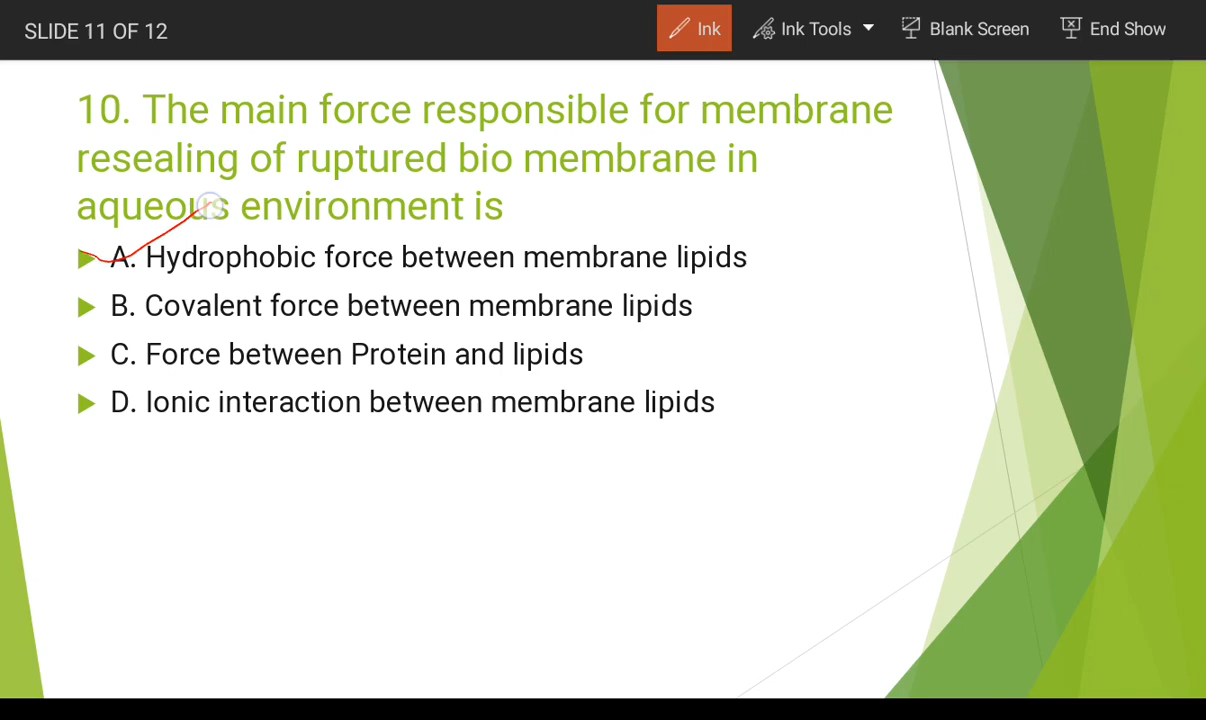 SLIDE 11 OF 12
Ink
Ink Tools
Blank Screen
End Show
10. The main force responsible for membrane
resealing of ruptured bio membrane in
aqueous environment is
A. Hydrophobic force between membrane lipids
B. Covalent force between membrane lipids
C. Force between Protein and lipids
D. Ionic interaction between membrane lipids